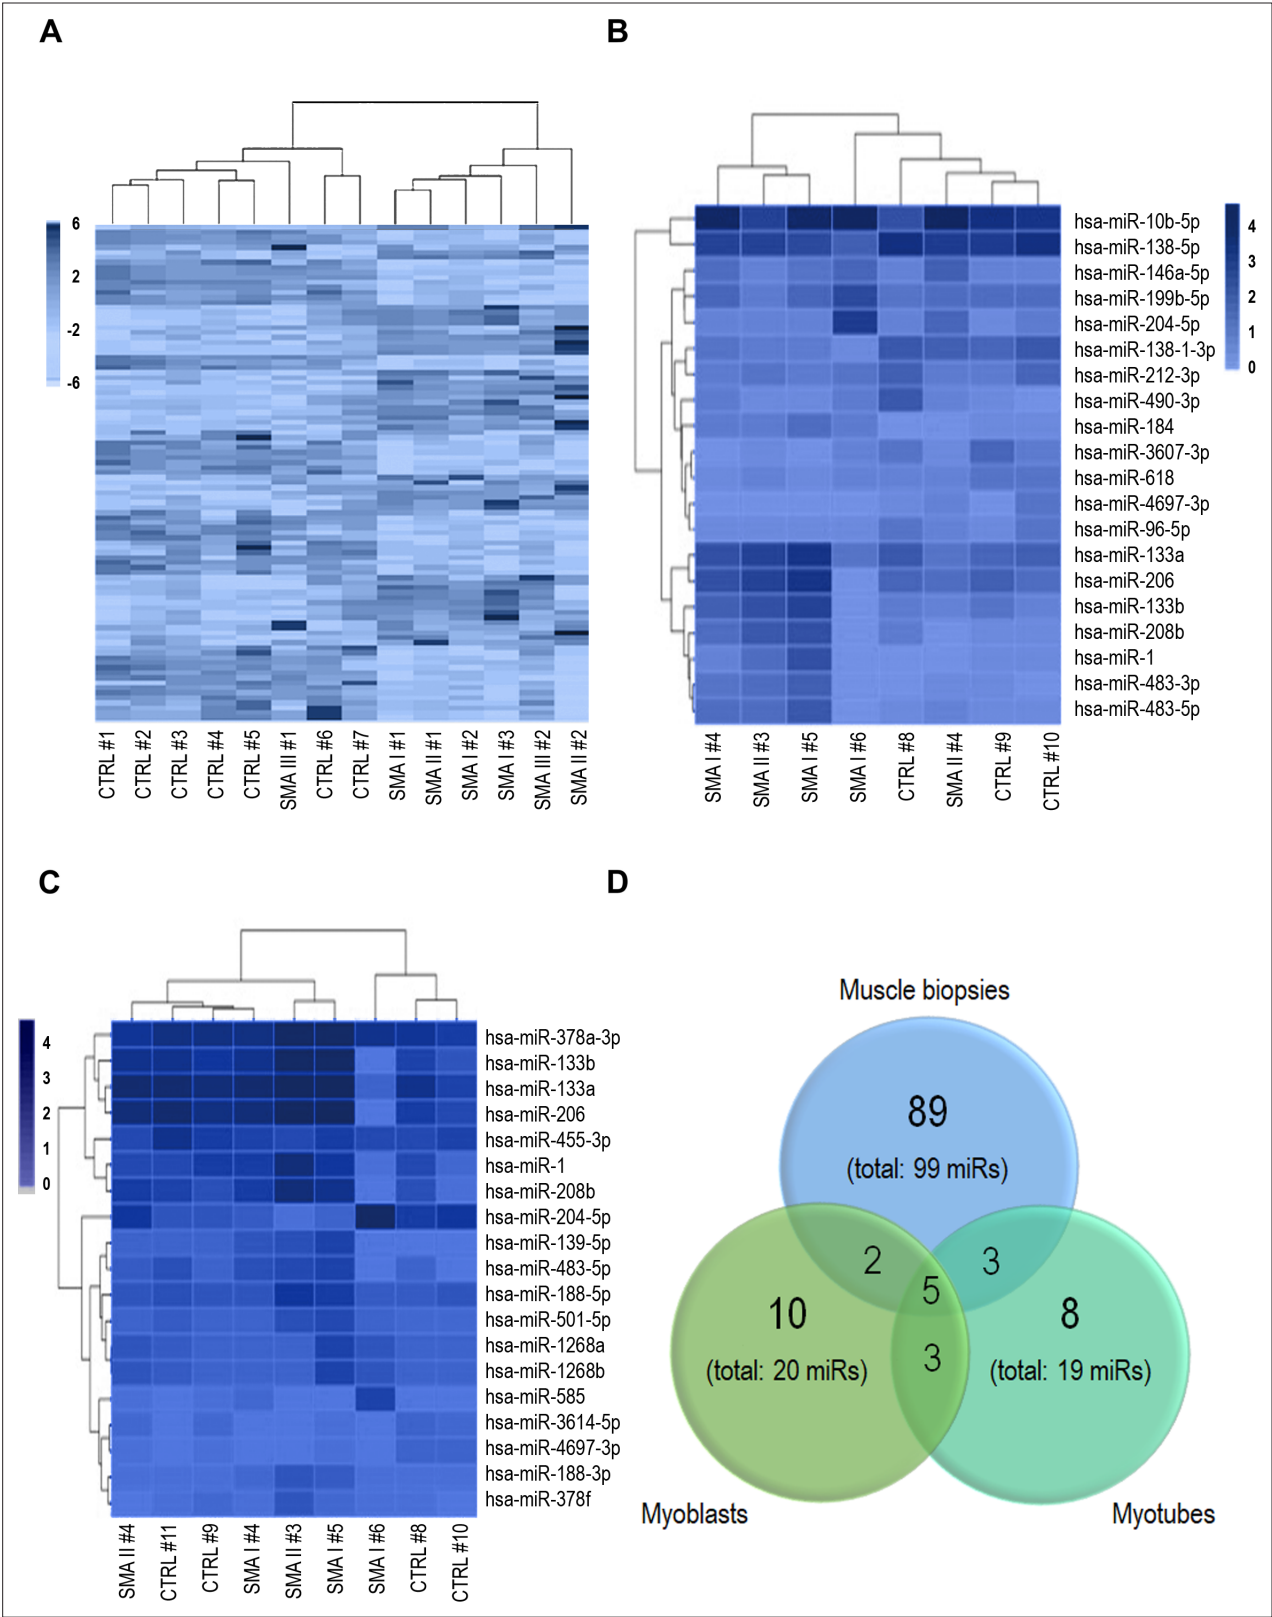 A
6
2
-2
-6
CTRL #1
CTRL #2
CTRL #3
CTRL #4
CTRL #5
SMA III #1
CTRL #6
CTRL #7
SMA I #1
SMA II #1
SMA I #2
SMA I #3
SMA III #2
SMA II #2
B
hsa-miR-10b-5p
hsa-miR-138-5p
hsa-miR-146a-5p
hsa-miR-199b-5p
hsa-miR-204-5p
hsa-miR-138-1-3p
hsa-miR-212-3p
hsa-miR-490-3p
hsa-miR-184
hsa-miR-3607-3p
hsa-miR-618
hsa-miR-4697-3p
hsa-miR-96-5p
hsa-miR-133a
hsa-miR-206
hsa-miR-133b
hsa-miR-208b
hsa-miR-1
hsa-miR-483-3p
hsa-miR-483-5p
4
3
2
1
0
SMA I #4
SMA II #3
SMA I #5
SMA I #6
CTRL #8
SMA II #4
CTRL #9
CTRL #10
C
4
3
2
1
0
hsa-miR-378a-3p
hsa-miR-133b
hsa-miR-133a
hsa-miR-206
hsa-miR-455-3p
hsa-miR-1
hsa-miR-208b
hsa-miR-204-5p
hsa-miR-139-5p
hsa-miR-483-5p
hsa-miR-188-5p
hsa-miR-501-5p
hsa-miR-1268a
hsa-miR-1268b
hsa-miR-585
hsa-miR-3614-5p
hsa-miR-4697-3p
hsa-miR-188-3p
hsa-miR-378f
SMA II #4
CTRL #11
CTRL #9
SMA I #4
SMA II #3
SMA I #5
SMA I #6
CTRL #8
CTRL #10
D
Muscle biopsies
89
(total: 99 miRs)
2
3
5
10
8
3
(total: 20 miRs)
(total: 19 miRs)
Myoblasts
Myotubes